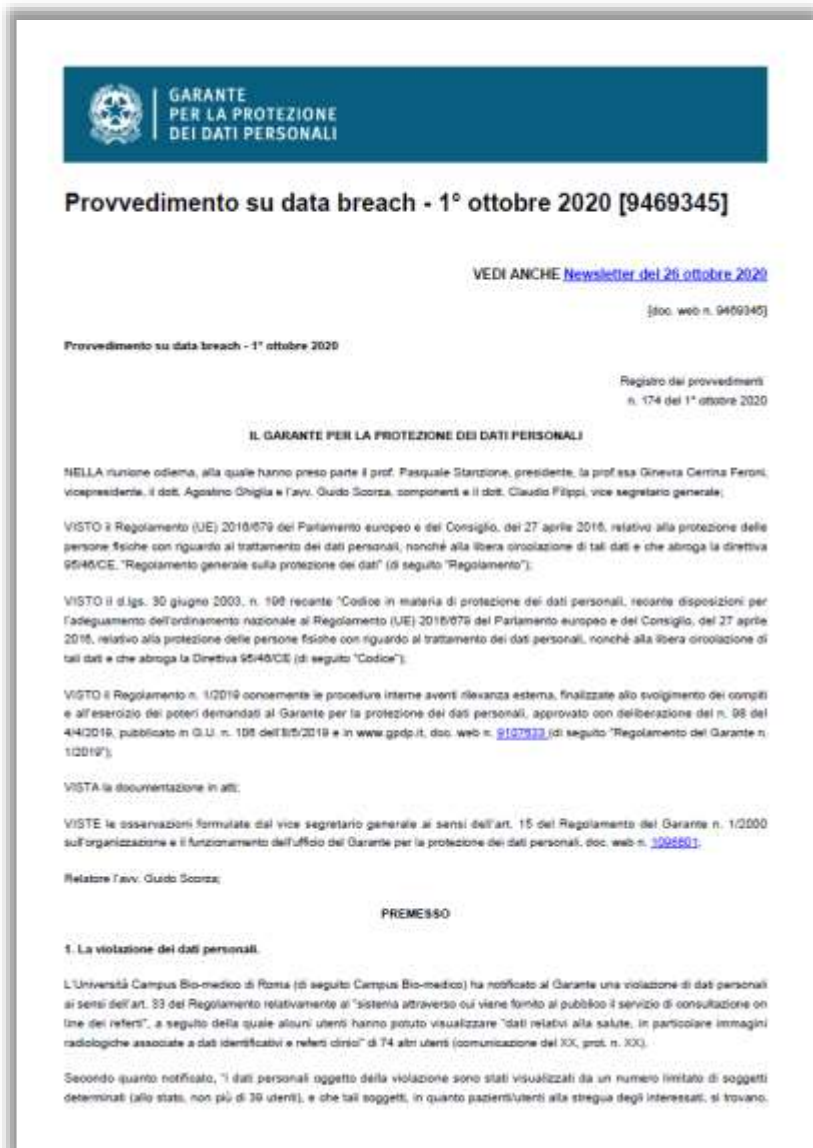 GARANTE
PER LA PROTEZIONE
DEI DATI PERSONALI
Provvedimento su data breach - 1° ottobre 2020 [9469345]
VEDI ANCHE Newsletter del 26 ottobre 2020
[doc. web n. 9469345]
Provvedimento su data breach - 1° ottobre 2020
Registro dei provvedimenti
n. 174 del 1° ottobre 2020
IL GARANTE PER LA PROTEZIONE DEI DATI PERSONALI
NELLA riunione odierna, alla quale hanno preso parte il prof. Pasquale Stanzione, presidente, la prof.ssa Ginevra Cerrina Feroni,
vicepresidente, il dott. Agostino Ghiglia e l'avv. Guido Scorza, componenti e il dott. Claudio Filippi, vice segretario generale;
VISTO il Regolamento (UE) 2016/679 del Parlamento europeo e del Consiglio, del 27 aprile 2016, relativo alla protezione delle
persone fisiche con riguardo al trattamento dei dati personali, nonché alla libera circolazione di tali dati e che abroga la direttiva
95/46/CE, "Regolamento generale sulla protezione dei dati" (di seguito "Regolamento");
VISTO il d.lgs. 30 giugno 2003, n. 196 recante "Codice in materia di protezione dei dati personali, recante disposizioni per
l'adeguamento dell'ordinamento nazionale al Regolamento (UE) 2016/679 del Parlamento europeo e del Consiglio, del 27 aprile
2016, relativo alla protezione delle persone fisiche con riguardo al trattamento dei dati personali, nonché alla libera circolazione di
tali dati e che abroga la Direttiva 95/46/CE (di seguito "Codice");
VISTO il Regolamento n. 1/2019 concernente le procedure interne aventi rilevanza esterna, finalizzate allo svolgimento dei compiti
e all'esercizio dei poteri demandati al Garante per la protezione dei dati personali, approvato con deliberazione del n. 98 del
4/4/2019, pubblicato in G.U. n. 106 dell'8/5/2019 e in www.gpdp.it, doc. web n. 9107633 (di seguito "Regolamento del Garante n.
1/2019");
VISTA la documentazione in atti;
VISTE le osservazioni formulate dal vice segretario generale ai sensi dell'art. 15 del Regolamento del Garante n. 1/2000
sull'organizzazione e il funzionamento dell'ufficio del Garante per la protezione dei dati personali, doc. web n. 1098801;
Relatore l'avv. Guido Scorza;
PREMESSO
1. La violazione dei dati personali.
L'Università Campus Bio-medico di Roma (di seguito Campus Bio-medico) ha notificato al Garante una violazione di dati personali
ai sensi dell'art. 33 del Regolamento relativamente al "sistema attraverso cui viene fornito al pubblico il servizio di consultazione on
line dei referti", a seguito della quale alcuni utenti hanno potuto visualizzare "dati relativi alla salute, in particolare immagini
radiologiche associate a dati identificativi e referti clinici" di 74 altri utenti (comunicazione del XX, prot. n. XX).
Secondo quanto notificato, "i dati personali oggetto della violazione sono stati visualizzati da un numero limitato di soggetti
determinati (allo stato, non più di 39 utenti), e che tali soggetti, in quanto pazienti/utenti alla stregua degli interessati, si trovano,